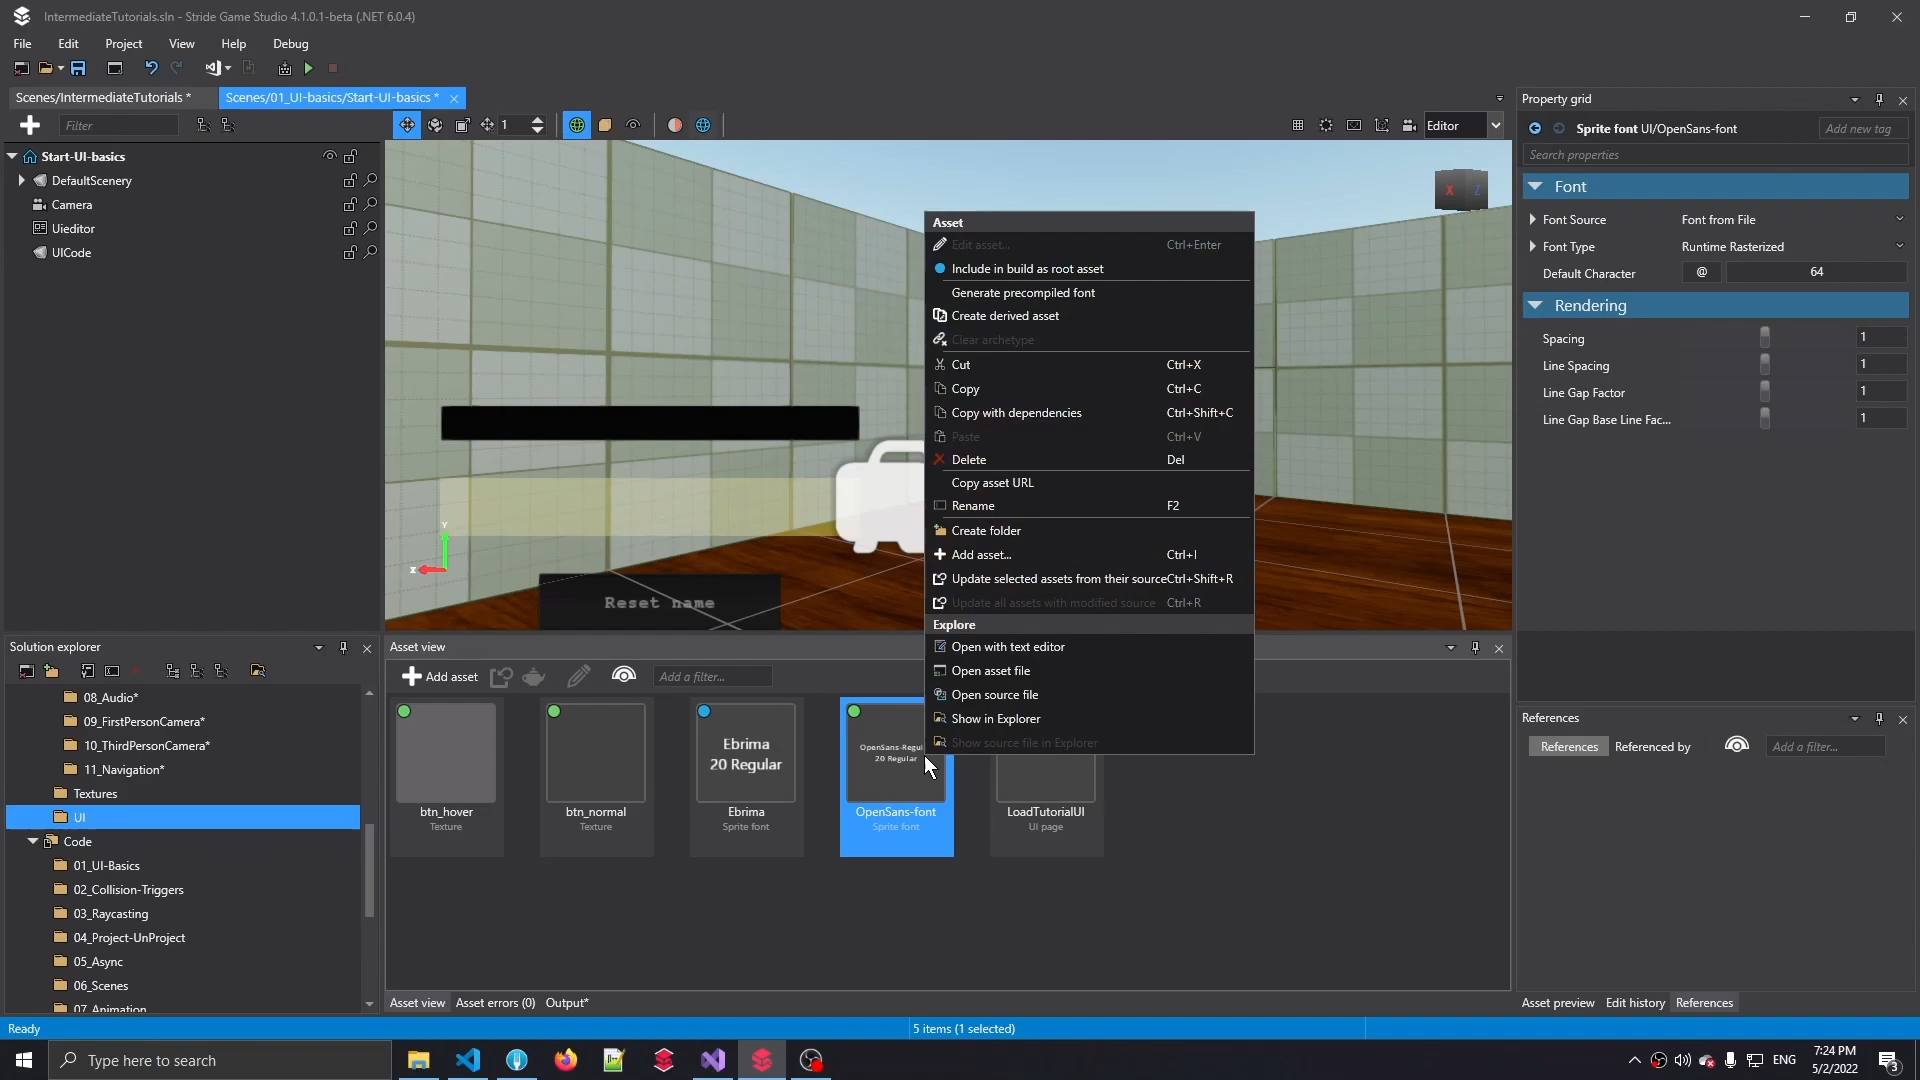 IntermediateTutorials.sln - Stride Game Studio 4.1.0.1-beta (.NET 6.0.4)
File Edit Project View Help Debug
Scenes/IntermediateTutorials * Scenes/01_UI-basics/Start-UI-basics *
Filter
1
Editor
Start-UI-basics
DefaultScenery
Camera
Uieditor
UICode
X Z
Y
X
Reset name
Asset
Edit asset... Ctrl+Enter
Include in build as root asset
Generate precompiled font
Create derived asset
Clear archetype
Cut Ctrl+X
Copy Ctrl+C
Copy with dependencies Ctrl+Shift+C
Paste Ctrl+V
Delete Del
Copy asset URL
Rename F2
Create folder
Add asset... Ctrl+I
Update selected assets from their sourceCtrl+Shift+R
Update all assets with modified source Ctrl+R
Explore
Open with text editor
Open asset file
Open source file
Show in Explorer
Show source file in Explorer
Property grid
Sprite font UI/OpenSans-font
Add new tag
Search properties
Font
Font Source Font from File
Font Type Runtime Rasterized
Default Character @ 64
Rendering
Spacing 1
Line Spacing 1
Line Gap Factor 1
Line Gap Base Line Fac... 1
Solution explorer
08_Audio*
09_FirstPersonCamera*
10_ThirdPersonCamera*
11_Navigation*
Textures
UI
Code
01_UI-Basics
02_Collision-Triggers
03_Raycasting
04_Project-UnProject
05_Async
06_Scenes
07_Animation
Asset view
Add asset
Add a filter...
btn_hover
Texture
btn_normal
Texture
Ebrima
20 Regular
Ebrima
Sprite font
OpenSans-Regul
20 Regular
OpenSans-font
Sprite font
LoadTutorialUI
UI page
Asset view Asset errors (0) Output*
References
References Referenced by
Add a filter...
Asset preview Edit history References
Ready
5 items (1 selected)
Type here to search
ENG
7:24 PM
5/2/2022
3